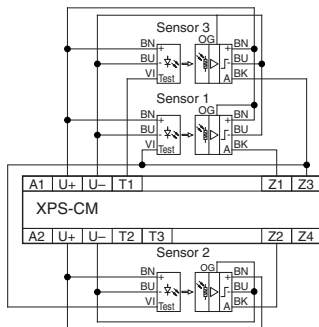 Sensor 3
OG
BN + BN
BU - BU
VI Test A BK
Sensor 1
OG
BN + BN
BU - BU
VI Test A BK
A1 U+ U– T1 Z1 Z3
XPS-CM
A2 U+ U– T2 T3 Z2 Z4
Sensor 2
OG
BN + BN
BU - BU
VI Test A BK